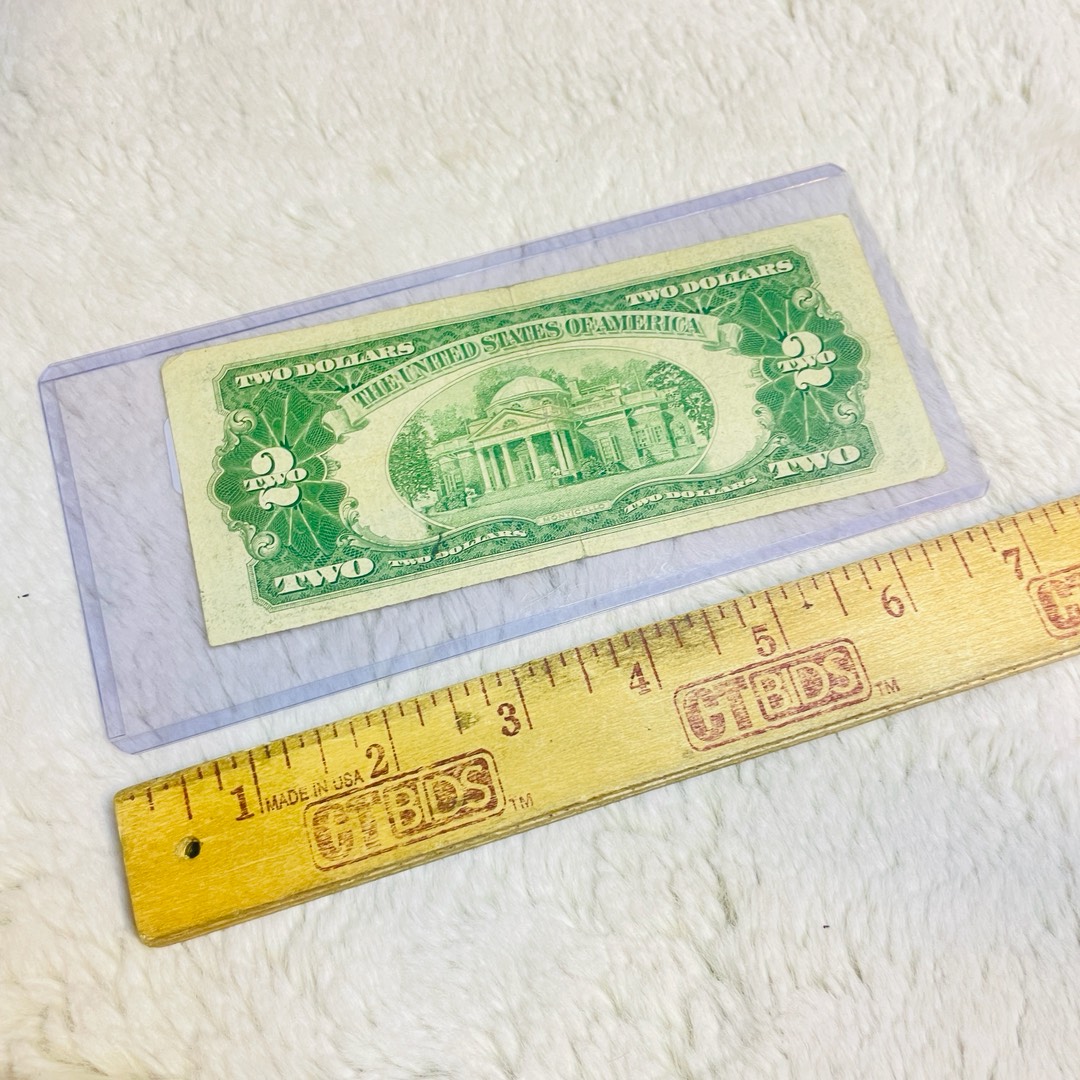 TWO DOLLARS
TWO DOLLARS
THE UNITED STATES OF AMERICA
2
TWO
2
TWO
MONTICELLO
TWO
TWO DOLLARS
TWO DOLLARS
TWO
1 2 3 4 5 6 7
MADE IN USA
CTBIDS TM
CTBIDS TM